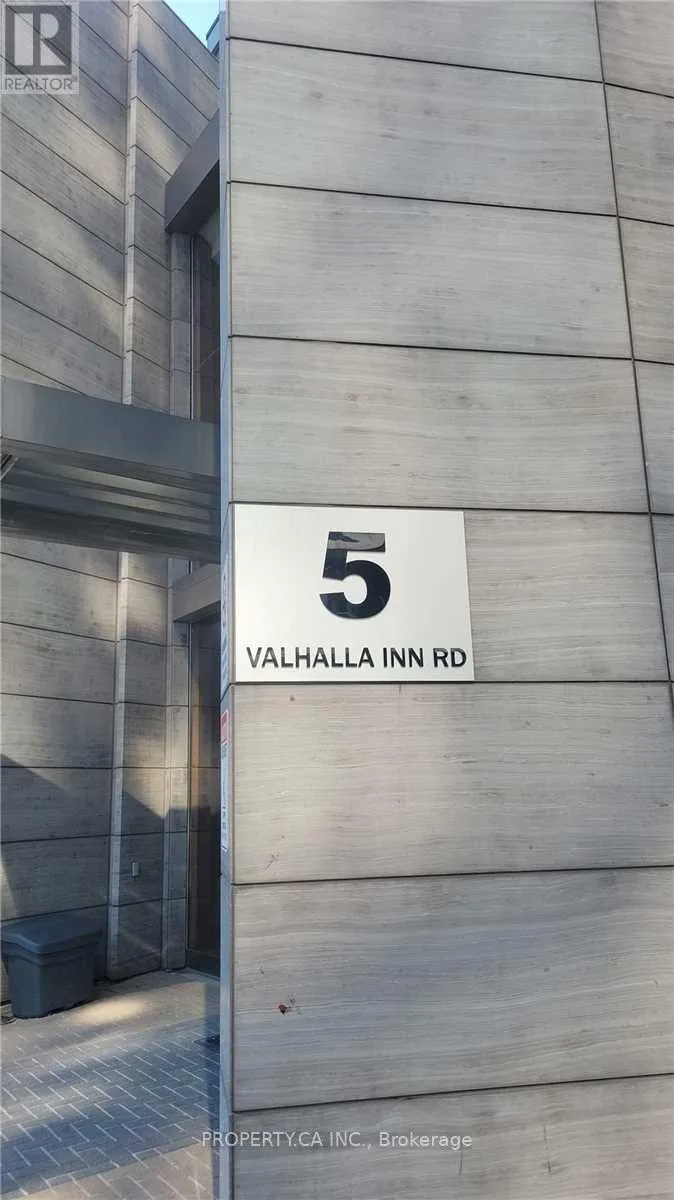 R
REALTOR®
5
VALHALLA INN RD
PROPERTY.CA INC., Brokerage